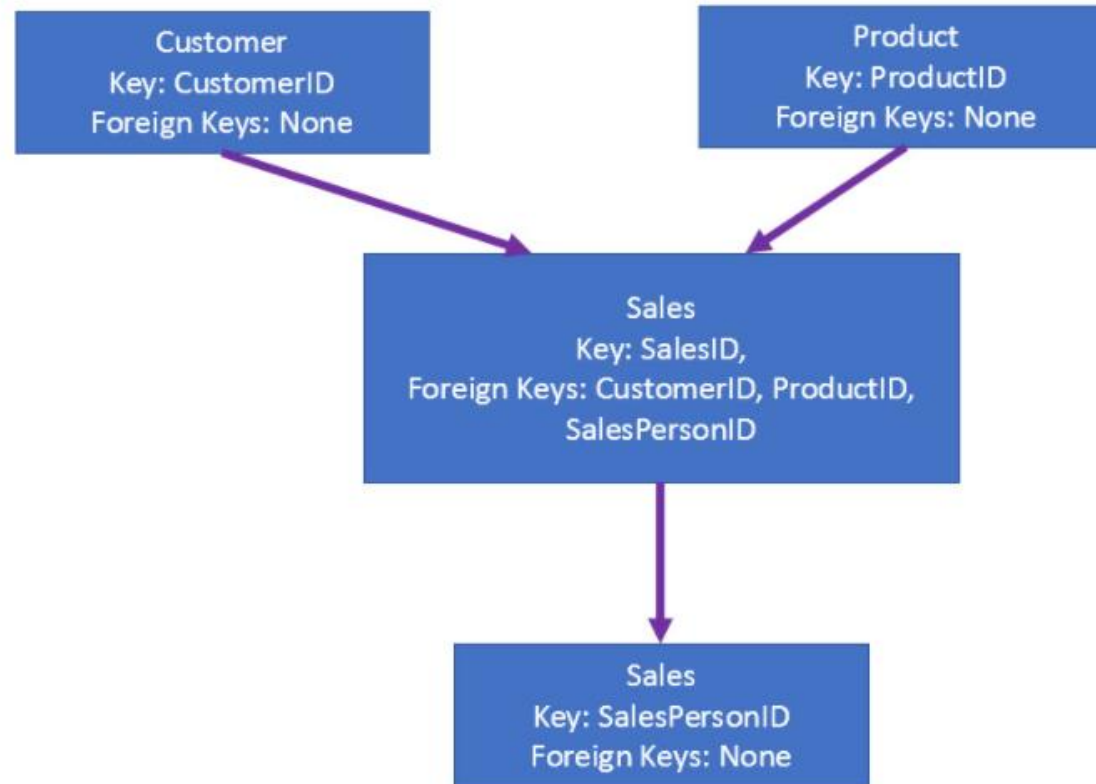 Customer
Key: CustomerID
Foreign Keys: None
Product
Key: ProductID
Foreign Keys: None
Sales
Key: SalesID,
Foreign Keys: CustomerID, ProductID,
SalesPersonID
Sales
Key: SalesPersonID
Foreign Keys: None